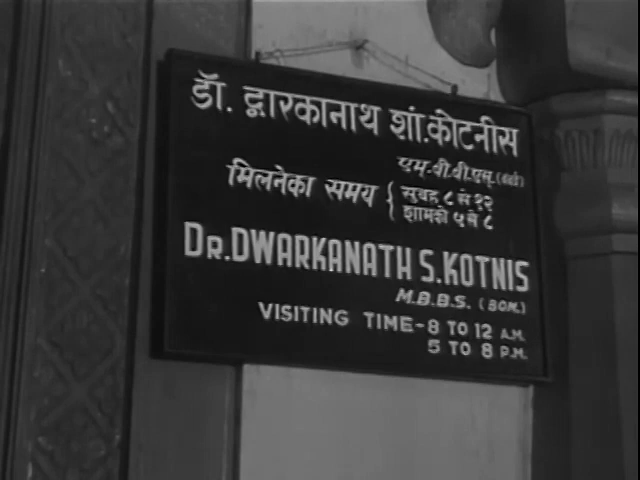 डॉ. द्वारकानाथ शां.कोटनीस
एम.बी.बी.एस्.(बंबई)
मिलनेका समय { सुबह ८ से १२
शामको ५ से ८
DR.DWARKANATH S.KOTNIS
M.B.B.S. (BOM.)
VISITING TIME-8 TO 12 A.M.
5 TO 8 P.M.